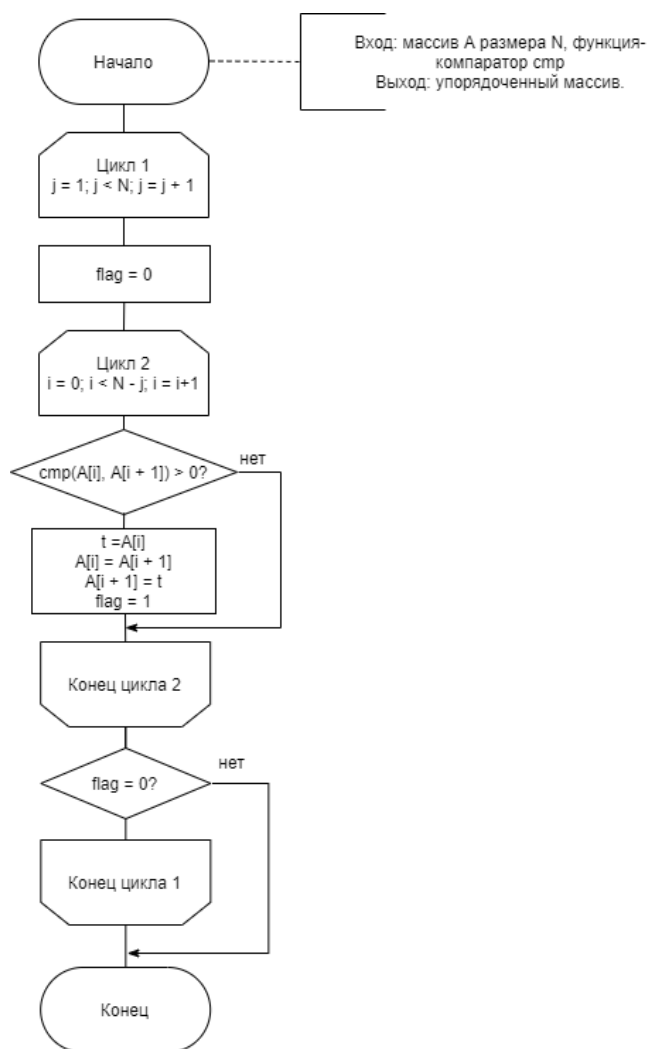 Начало
Вход: массив А размера N, функция-
компаратор cmp
Выход: упорядоченный массив.
Цикл 1
j = 1; j < N; j = j + 1
flag = 0
Цикл 2
i = 0; i < N - j; i = i+1
cmp(A[i], A[i + 1]) > 0?
нет
t =A[i]
A[i] = A[i + 1]
A[i + 1] = t
flag = 1
Конец цикла 2
flag = 0?
нет
Конец цикла 1
Конец